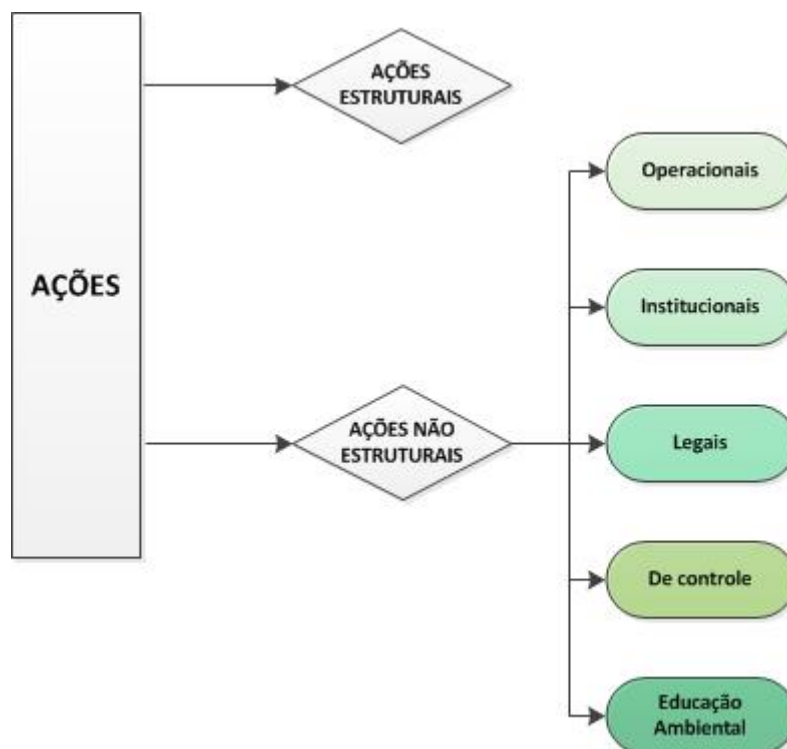 AÇÕES
AÇÕES
ESTRUTURAIS
AÇÕES NÃO
ESTRUTURAIS
Operacionais
Institucionais
Legais
De controle
Educação
Ambiental